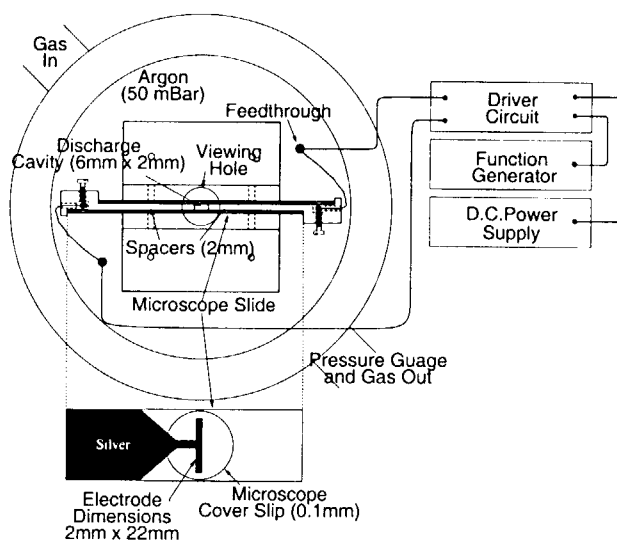 Gas
In
Argon
(50 mBar)
Feedthrough
Discharge
Cavity (6mm x 2mm)
Viewing
Hole
Spacers (2mm)
Microscope Slide
Driver
Circuit
Function
Generator
D.C.Power
Supply
Pressure Guage
and Gas Out
Silver
Electrode
Dimensions
2mm x 22mm
Microscope
Cover Slip (0.1mm)